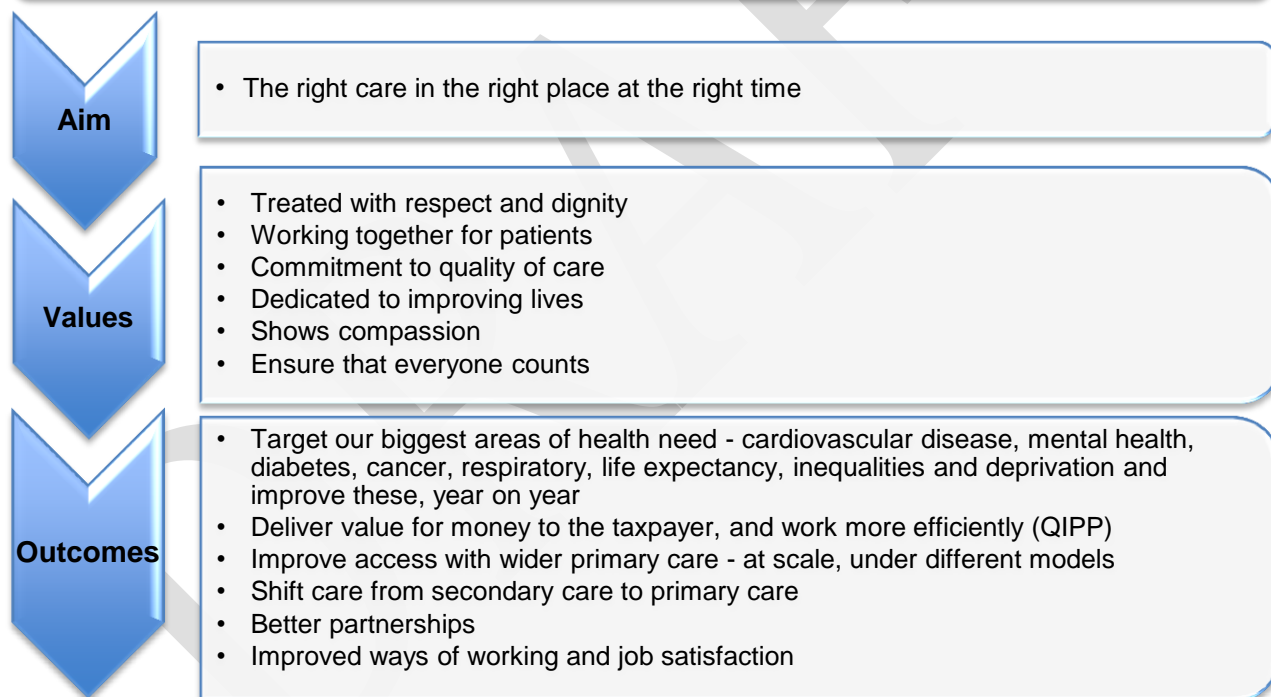 Aim
• The right care in the right place at the right time
Values
• Treated with respect and dignity
• Working together for patients
• Commitment to quality of care
• Dedicated to improving lives
• Shows compassion
• Ensure that everyone counts
Outcomes
• Target our biggest areas of health need - cardiovascular disease, mental health,
diabetes, cancer, respiratory, life expectancy, inequalities and deprivation and
improve these, year on year
• Deliver value for money to the taxpayer, and work more efficiently (QIPP)
• Improve access with wider primary care - at scale, under different models
• Shift care from secondary care to primary care
• Better partnerships
• Improved ways of working and job satisfaction